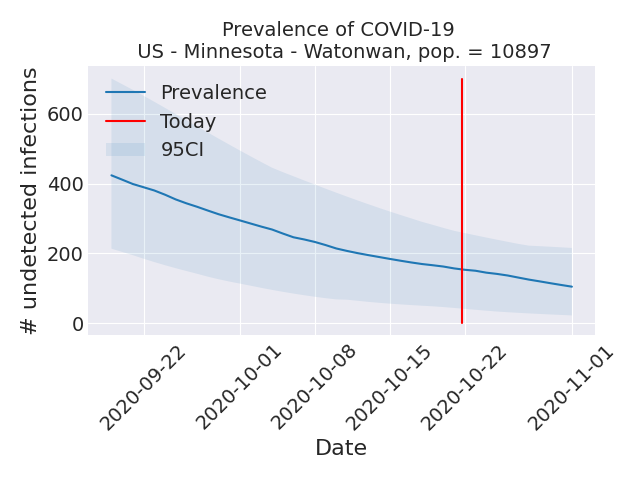 Prevalence of COVID-19
US - Minnesota - Watonwan, pop. = 10897
# undetected infections
600
400
200
0
Prevalence
Today
95CI
2020-09-22
2020-10-01
2020-10-08
2020-10-15
2020-10-22
2020-11-01
Date